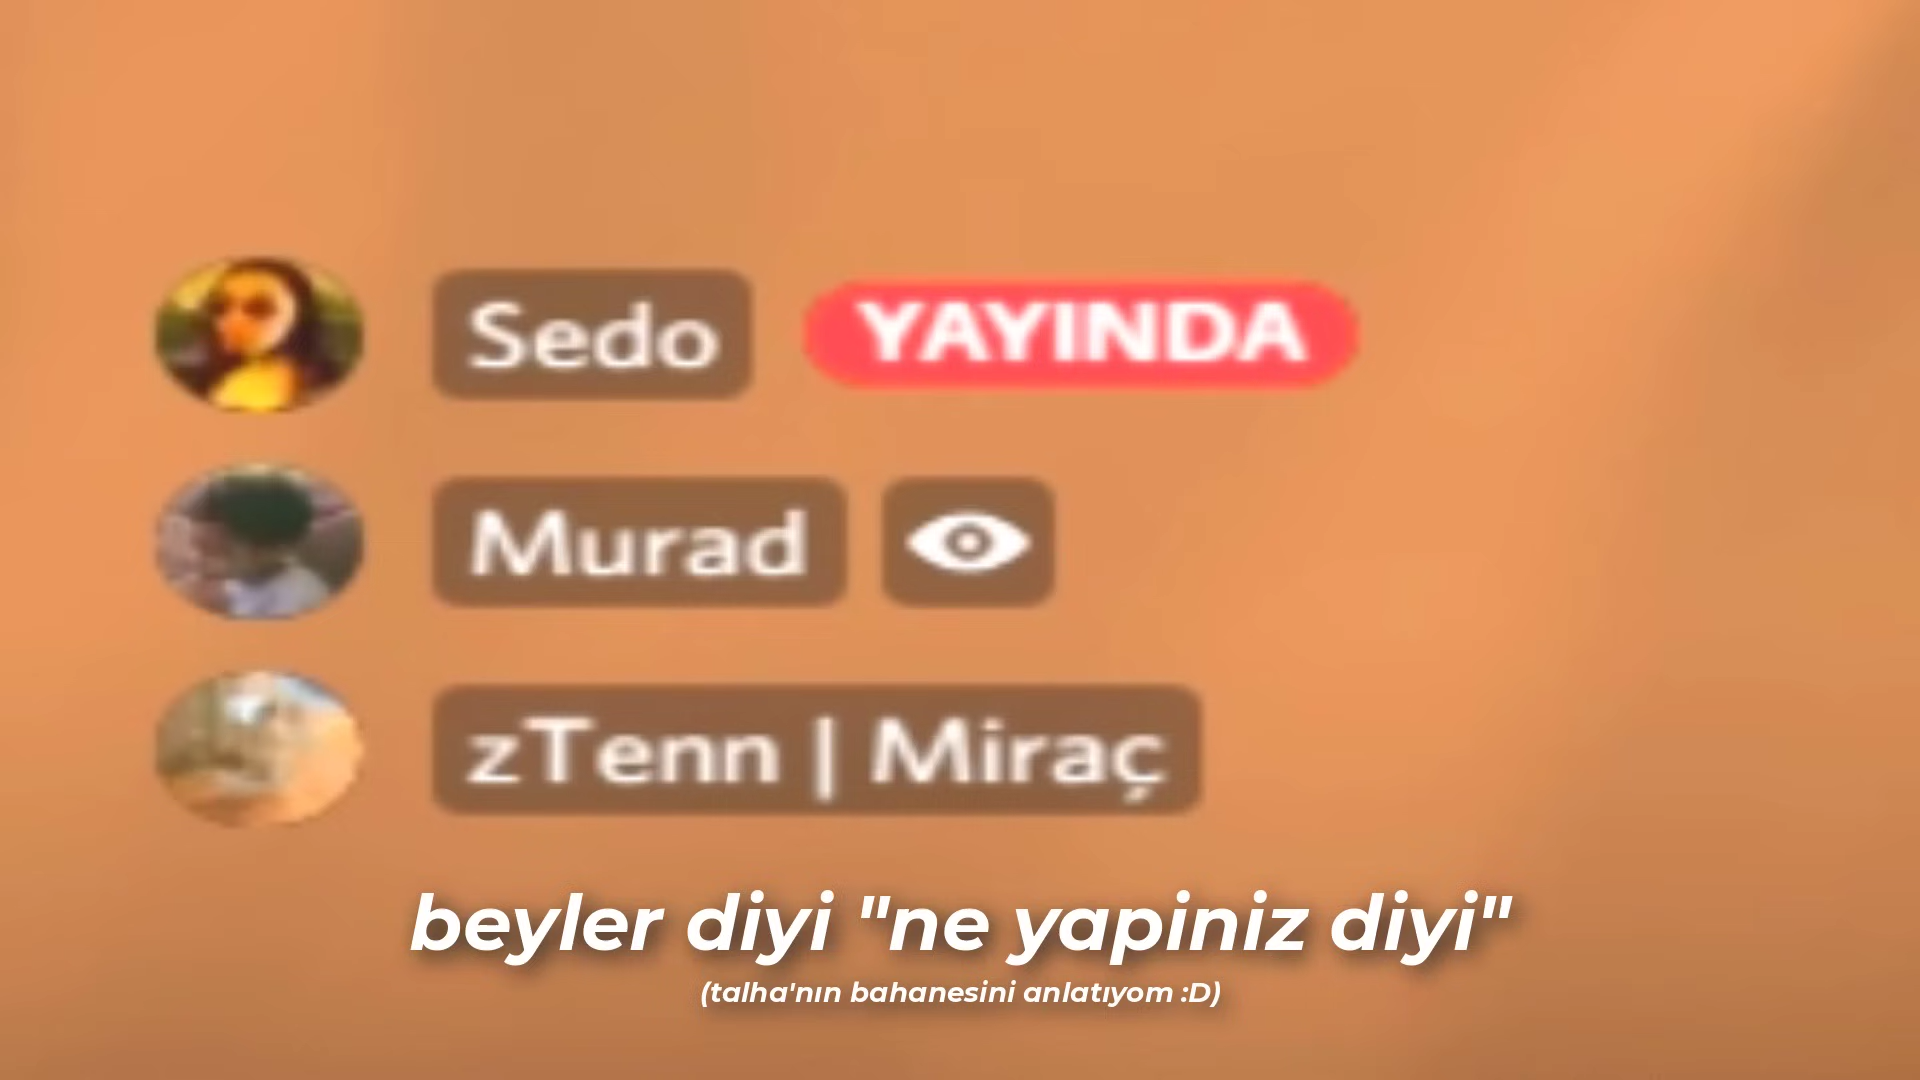 Sedo YAYINDA
Murad
zTenn | Miraç
beyler diyi "ne yapiniz diyi"
(talha'nın bahanesini anlatıyom :D)